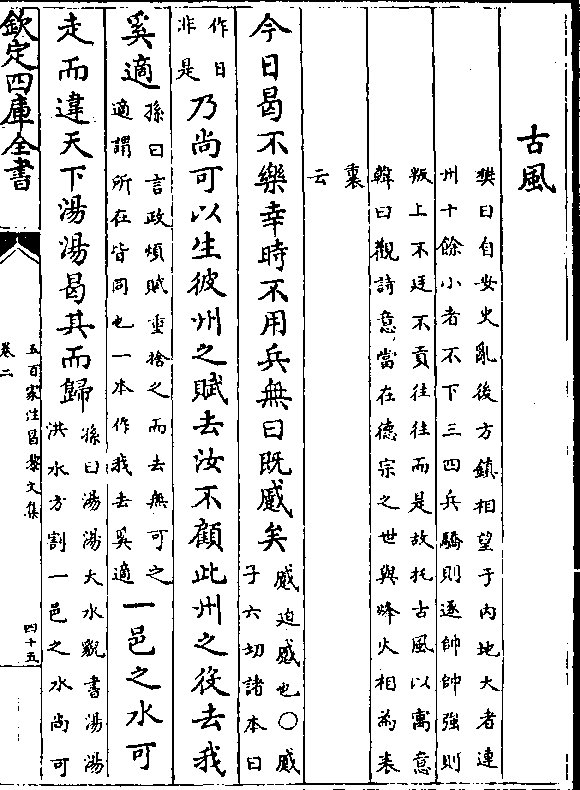 古風
樊曰自安史亂後方鎮相望于內地大者連
州十餘小者不下三四兵驕則逐帥帥強則
叛上不廷不貢往往而是故托古風以寓意
韓曰觀詩意當在德宗之世與烽火相為表
裏
云
今日曷不樂幸時不用兵無曰既慼矣
慼迫慼也○慼
子六切諸本曰
作日
非是
乃尚可以生彼州之賦去汝不顧此州之役去我
奚適
孫曰言政煩賦重捨之而去無可之
適謂所在皆同也一本作我去奚適
一邑之水可
走而違天下湯湯曷其而歸
孫曰湯湯大水貌書湯湯
洪水方割一邑之水尚可
欽定四庫全書
五百家注昌黎文集
卷二
四十五